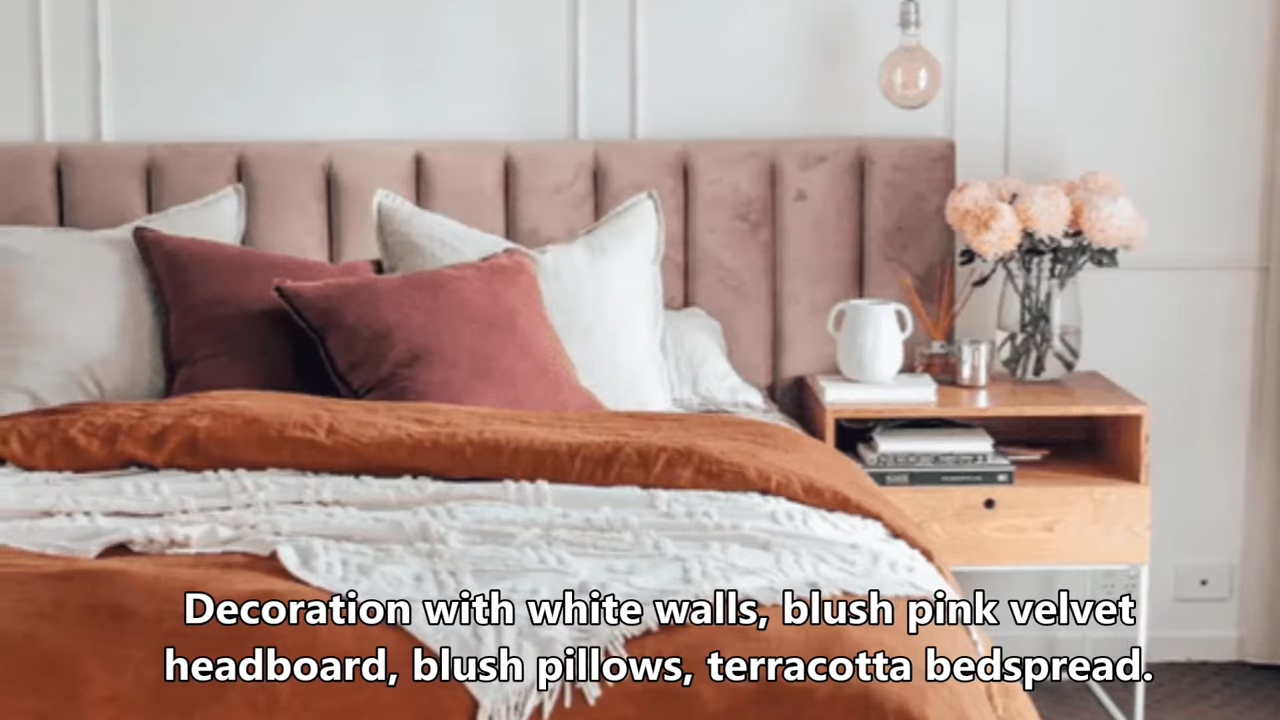 Decoration with white walls, blush pink velvet
headboard, blush pillows, terracotta bedspread.